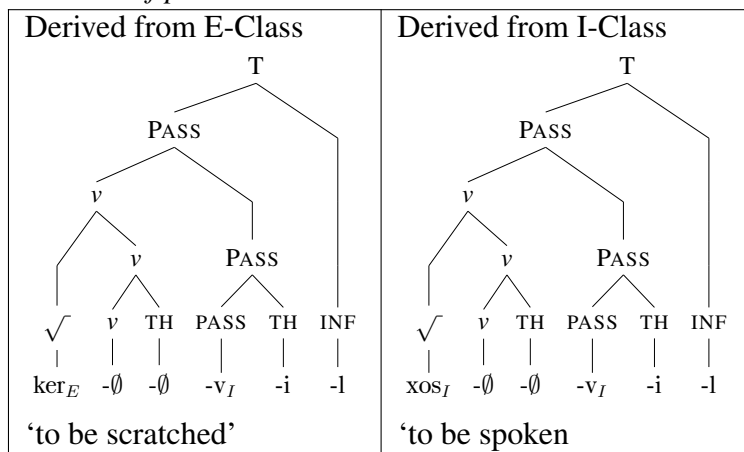 Derived from E-Class
Derived from I-Class
T
T
PASS
PASS
v
v
v
PASS
v
PASS
√ v TH PASS TH INF
√ v TH PASS TH INF
ker_E -∅ -∅ -v_I -i -l
xos_I -∅ -∅ -v_I -i -l
‘to be scratched’
‘to be spoken